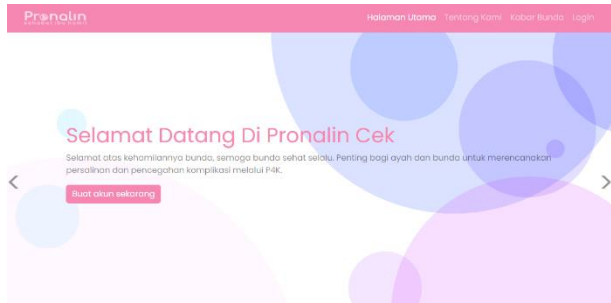 Pronalin
Halaman Utama Tentang Kami Kabar Bunda Login
Selamat Datang Di Pronalin Cek
Selamat atas kehamilannya bunda, semoga bunda sehat selalu. Penting bagi ayah dan bunda untuk merencanakan
persalinan dan pencegahan komplikasi melalui P4K.
Buat akun sekarang